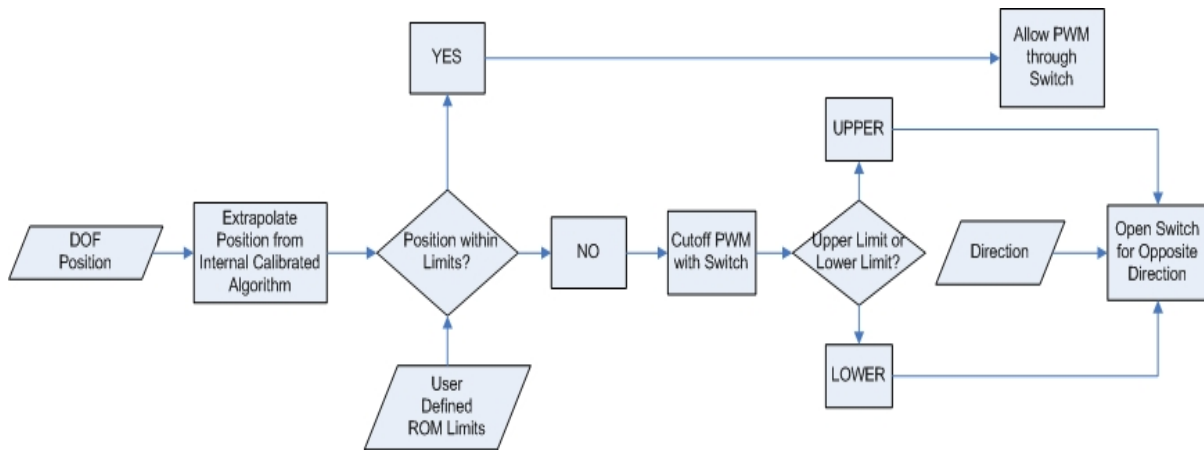 YES
Allow PWM
through
Switch
UPPER
DOF
Position
Extrapolate
Position from
Internal Calibrated
Algorithm
Position within
Limits?
NO
Cutoff PWM
with Switch
Upper Limit or
Lower Limit?
Direction
Open Switch
for Opposite
Direction
LOWER
User
Defined
ROM Limits